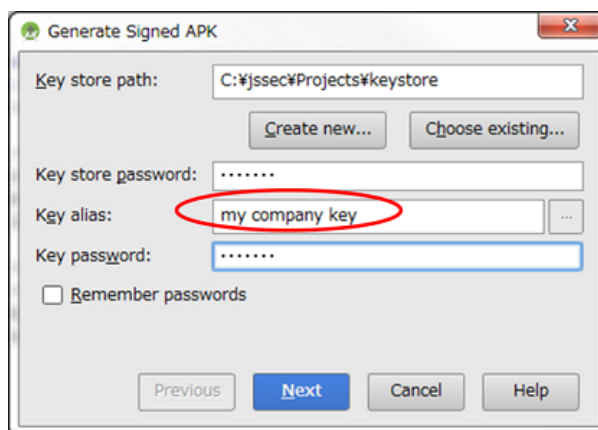 Generate Signed APK
Key store path: C:¥jssec¥Projects¥keystore
Create new... Choose existing...
Key store password: •••••••
Key alias: my company key ...
Key password: •••••••
Remember passwords
Previous Next Cancel Help